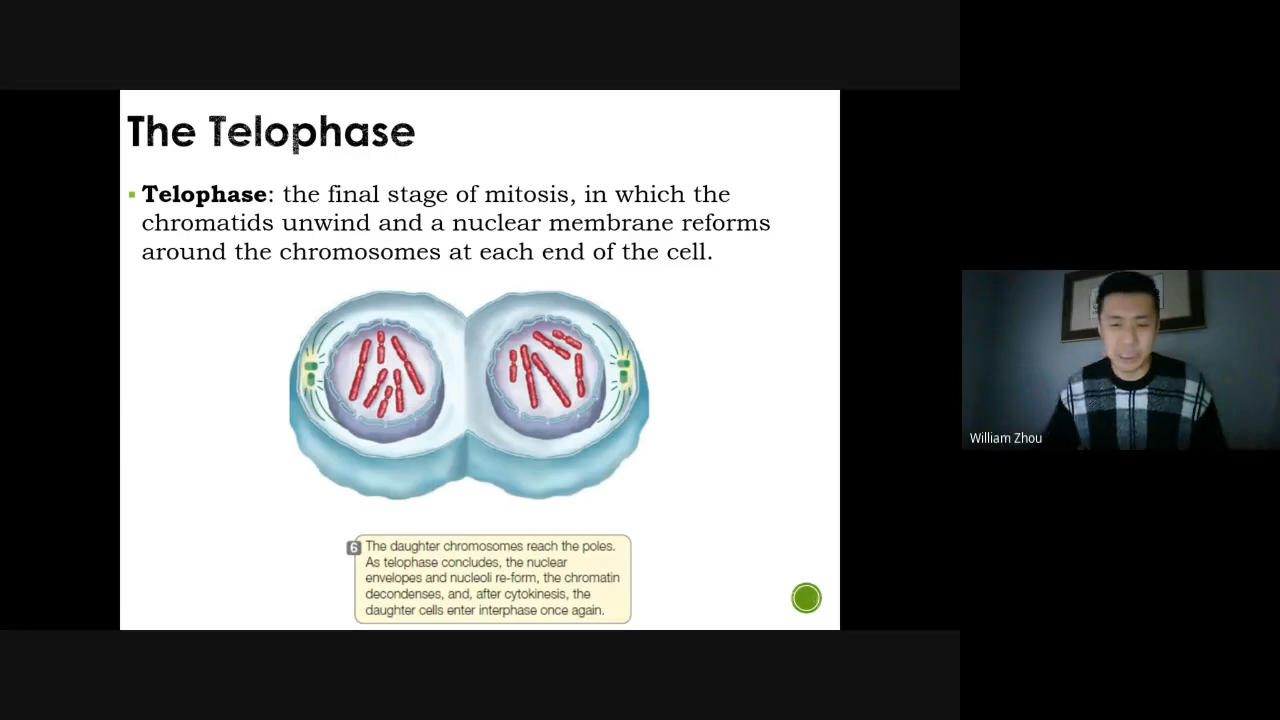 The Telophase
▪ Telophase: the final stage of mitosis, in which the
chromatids unwind and a nuclear membrane reforms
around the chromosomes at each end of the cell.
6 The daughter chromosomes reach the poles.
As telophase concludes, the nuclear
envelopes and nucleoli re-form, the chromatin
decondenses, and, after cytokinesis, the
daughter cells enter interphase once again.
William Zhou